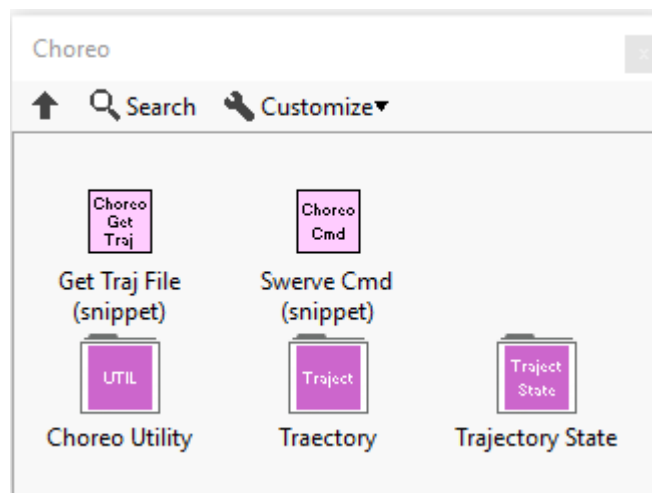 Choreo
x
Search Customize
Choreo
Get
Traj
Choreo
Cmd
Get Traj File
(snippet)
Swerve Cmd
(snippet)
UTIL
Traject
Traject
State
Choreo Utility
Traectory
Trajectory State